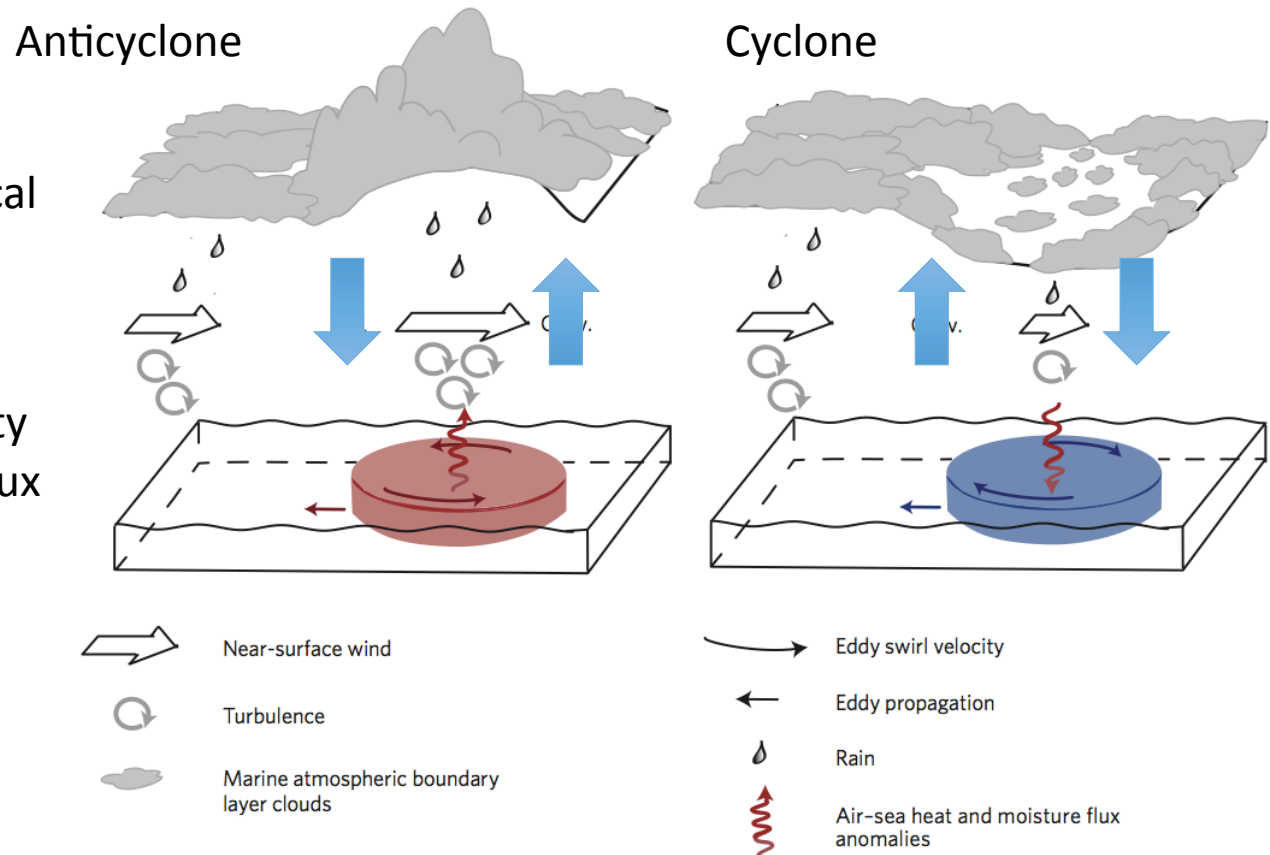 Anticyclone
Cyclone
cal
ty
ux
Near-surface wind
Turbulence
Marine atmospheric boundary
layer clouds
Eddy swirl velocity
Eddy propagation
Rain
Air–sea heat and moisture flux
anomalies